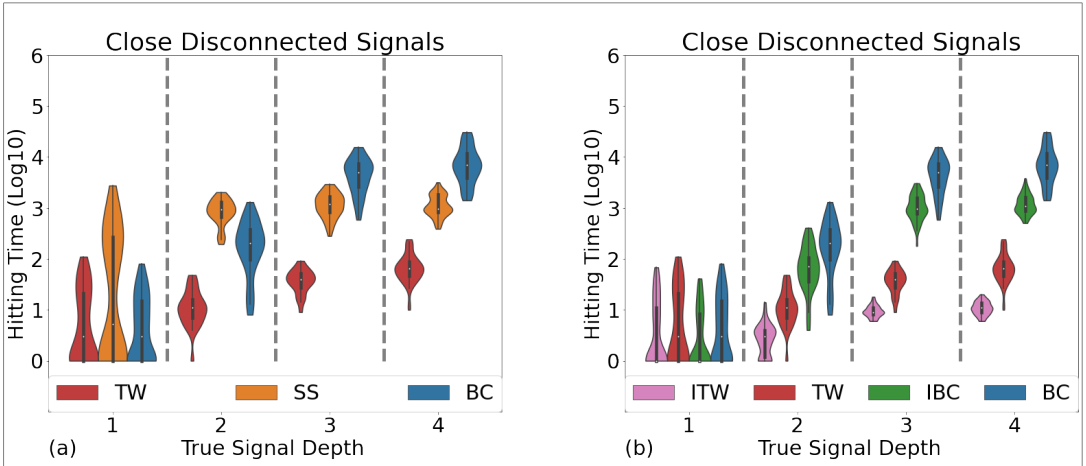 Close Disconnected Signals
Hitting Time (Log10)
6
5
4
3
2
1
0
TW SS BC
1 2 3 4
True Signal Depth
(a)
Close Disconnected Signals
Hitting Time (Log10)
6
5
4
3
2
1
0
ITW TW IBC BC
1 2 3 4
True Signal Depth
(b)